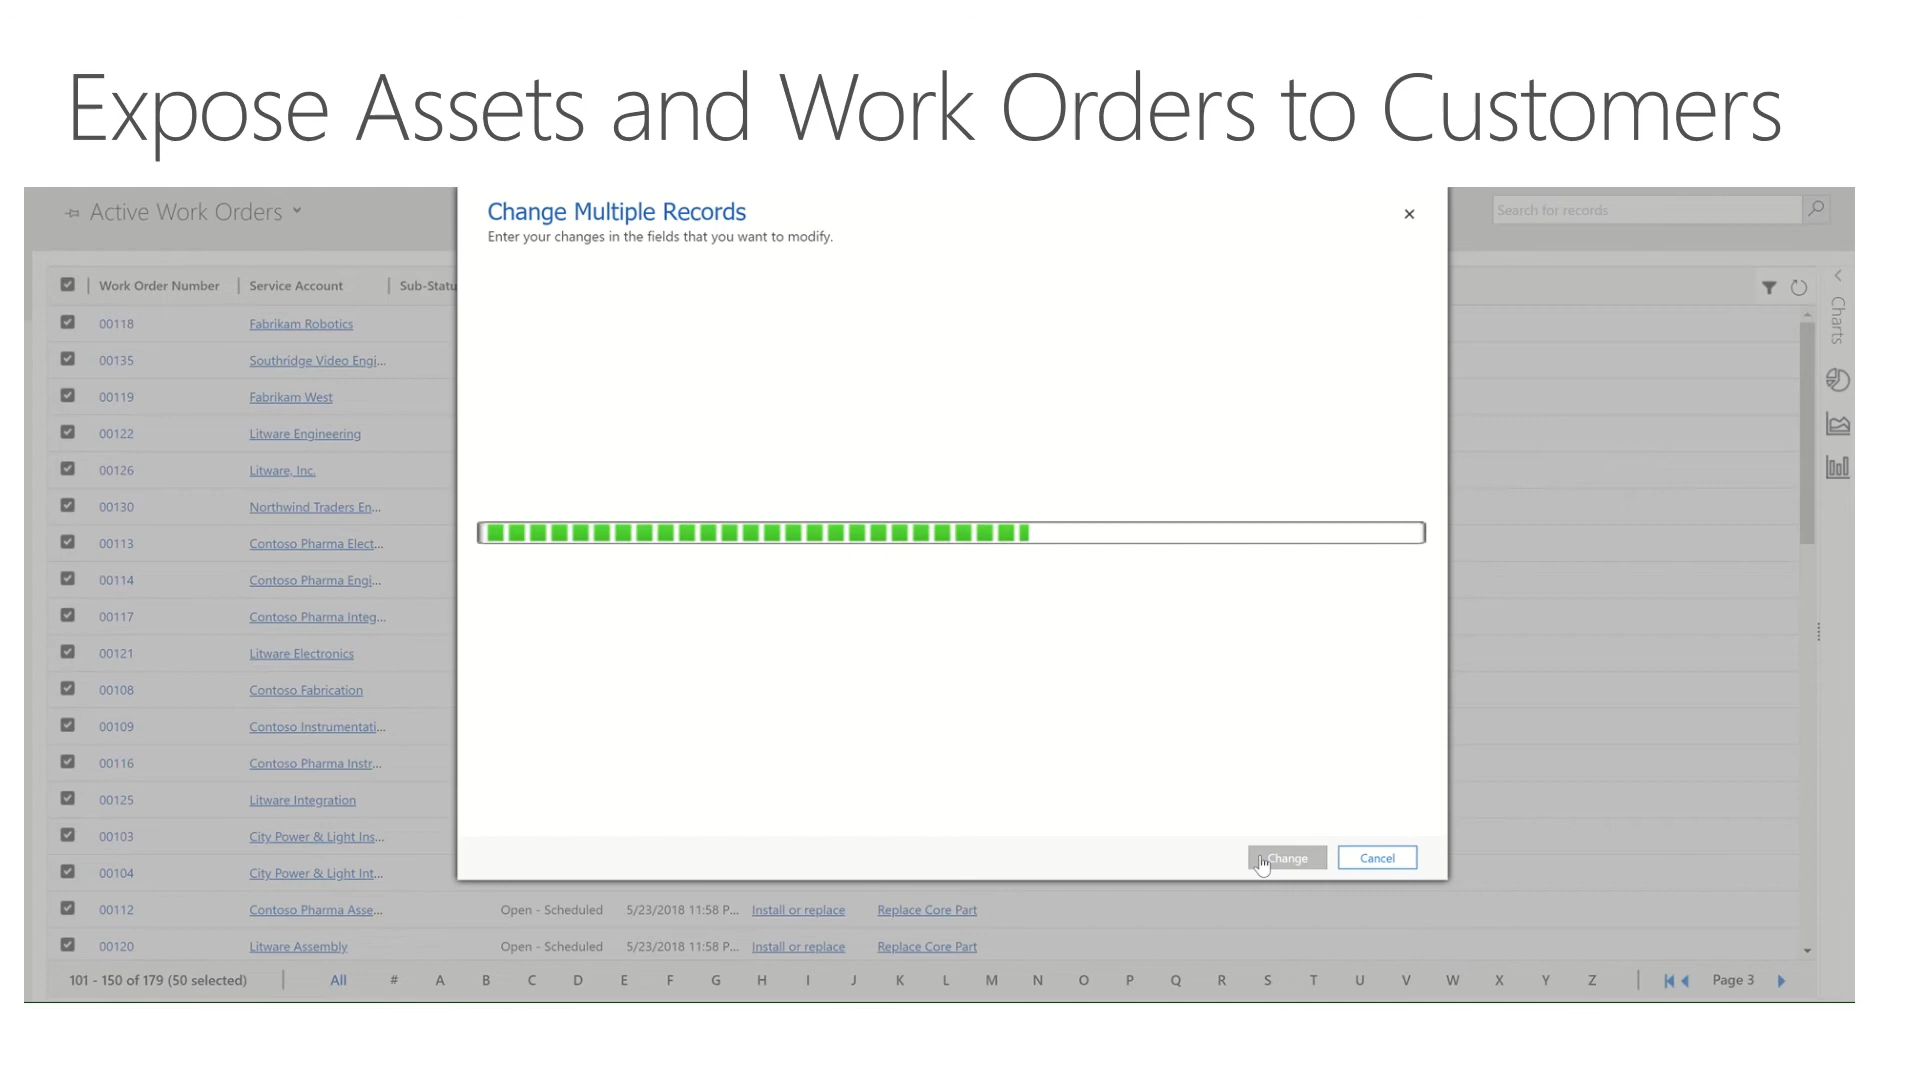 Expose Assets and Work Orders to Customers
Active Work Orders
Change Multiple Records
Enter your changes in the fields that you want to modify.
Search for records
Work Order Number Service Account Sub-Statu
Charts
00118 Fabrikam Robotics
00135 Southridge Video Engi...
00119 Fabrikam West
00122 Litware Engineering
00126 Litware, Inc.
00130 Northwind Traders En...
00113 Contoso Pharma Elect...
00114 Contoso Pharma Engi...
00117 Contoso Pharma Integ...
00121 Litware Electronics
00108 Contoso Fabrication
00109 Contoso Instrumentati...
00116 Contoso Pharma Instr...
00125 Litware Integration
00103 City Power & Light Ins...
00104 City Power & Light Int...
Change Cancel
00112 Contoso Pharma Asse... Open - Scheduled 5/23/2018 11:58 P... Install or replace Replace Core Part
00120 Litware Assembly Open - Scheduled 5/23/2018 11:58 P... Install or replace Replace Core Part
101 - 150 of 179 (50 selected) All # A B C D E F G H I J K L M N O P Q R S T U V W X Y Z Page 3